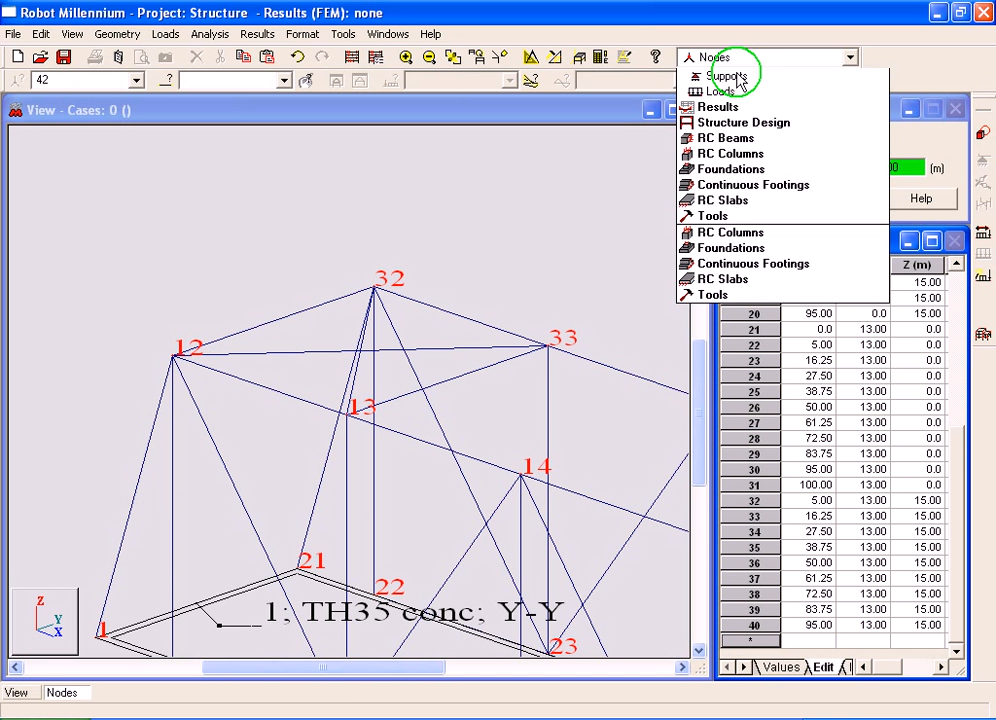 Robot Millennium - Project: Structure - Results (FEM): none
File Edit View Geometry Loads Analysis Results Format Tools Windows Help
Nodes
42
Supports
Loads
Results
Structure Design
RC Beams
RC Columns
Foundations
Continuous Footings
RC Slabs
Tools
RC Columns
Foundations
Continuous Footings
RC Slabs
Tools
View - Cases: 0 ()
(m)
Help
Z (m)
15.00
15.00
20 95.00 0.0 15.00
21 0.0 13.00 0.0
22 5.00 13.00 0.0
23 16.25 13.00 0.0
24 27.50 13.00 0.0
25 38.75 13.00 0.0
26 50.00 13.00 0.0
27 61.25 13.00 0.0
28 72.50 13.00 0.0
29 83.75 13.00 0.0
30 95.00 13.00 0.0
31 100.00 13.00 0.0
32 5.00 13.00 15.00
33 16.25 13.00 15.00
34 27.50 13.00 15.00
35 38.75 13.00 15.00
36 50.00 13.00 15.00
37 61.25 13.00 15.00
38 72.50 13.00 15.00
39 83.75 13.00 15.00
40 95.00 13.00 15.00
*
Values Edit
32
12
33
13
14
21
22
1; TH35 conc; Y-Y
1
23
Z
Y
X
View Nodes